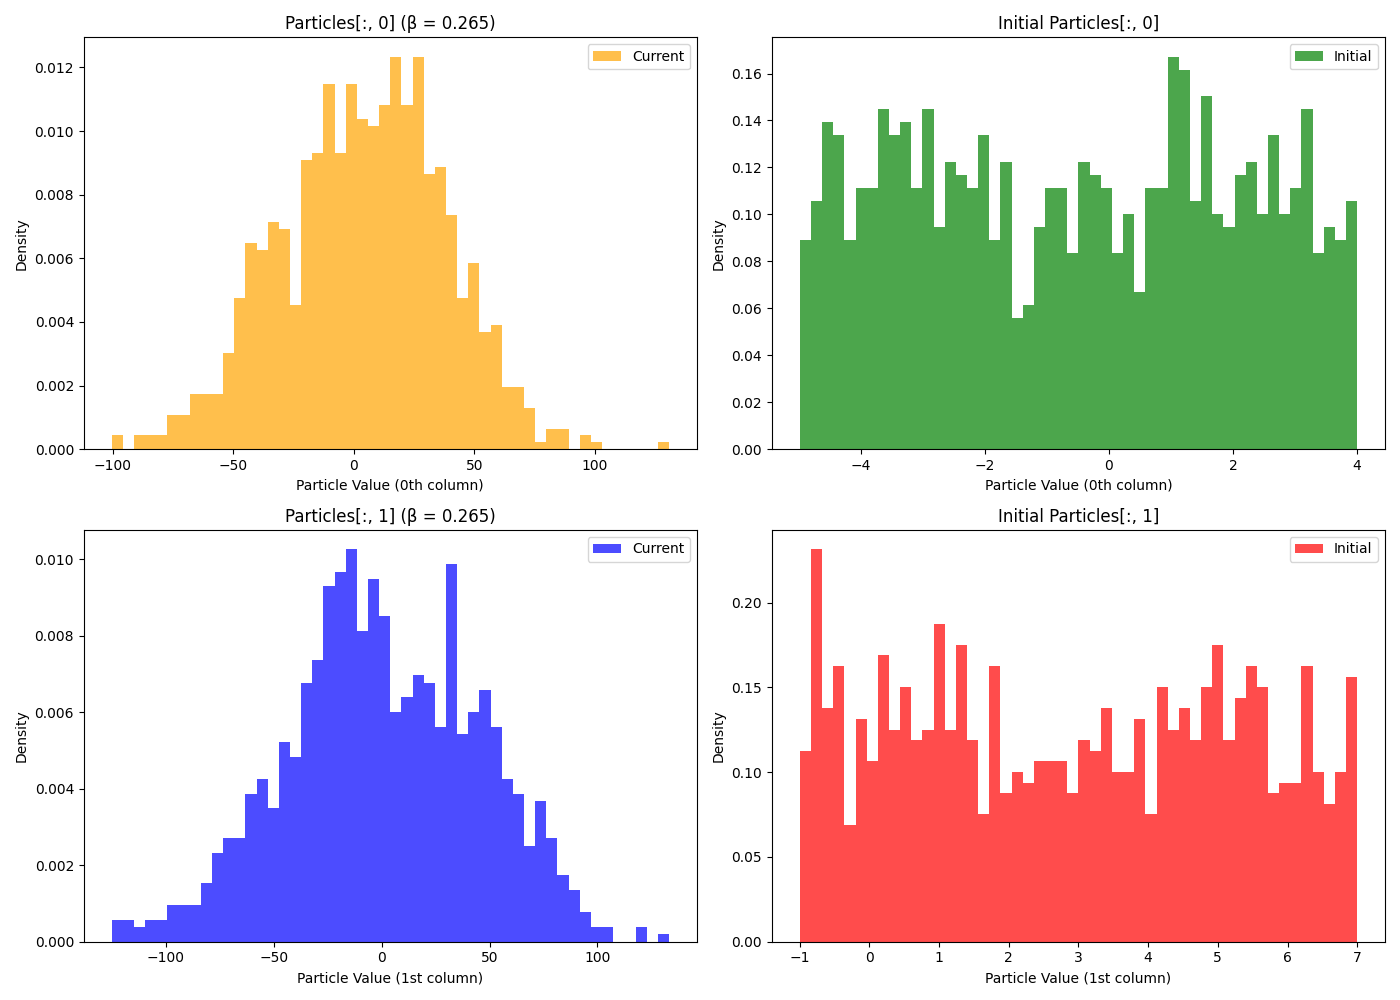 Particles[:, 0] (β = 0.265)
Current
Density
0.012
0.010
0.008
0.006
0.004
0.002
0.000
−100 −50 0 50 100
Particle Value (0th column)
Initial Particles[:, 0]
Initial
Density
0.16
0.14
0.12
0.10
0.08
0.06
0.04
0.02
0.00
−4 −2 0 2 4
Particle Value (0th column)
Particles[:, 1] (β = 0.265)
Current
Density
0.010
0.008
0.006
0.004
0.002
0.000
−100 −50 0 50 100
Particle Value (1st column)
Initial Particles[:, 1]
Initial
Density
0.20
0.15
0.10
0.05
0.00
−1 0 1 2 3 4 5 6 7
Particle Value (1st column)